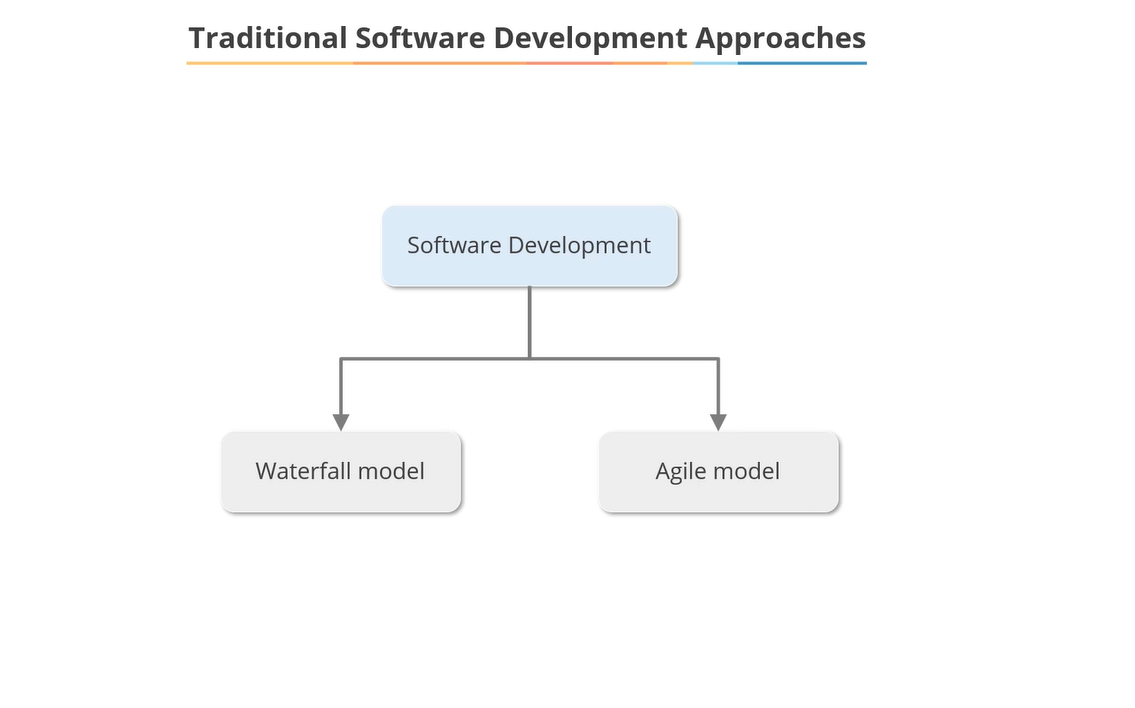 Traditional Software Development Approaches
Software Development
Waterfall model
Agile model